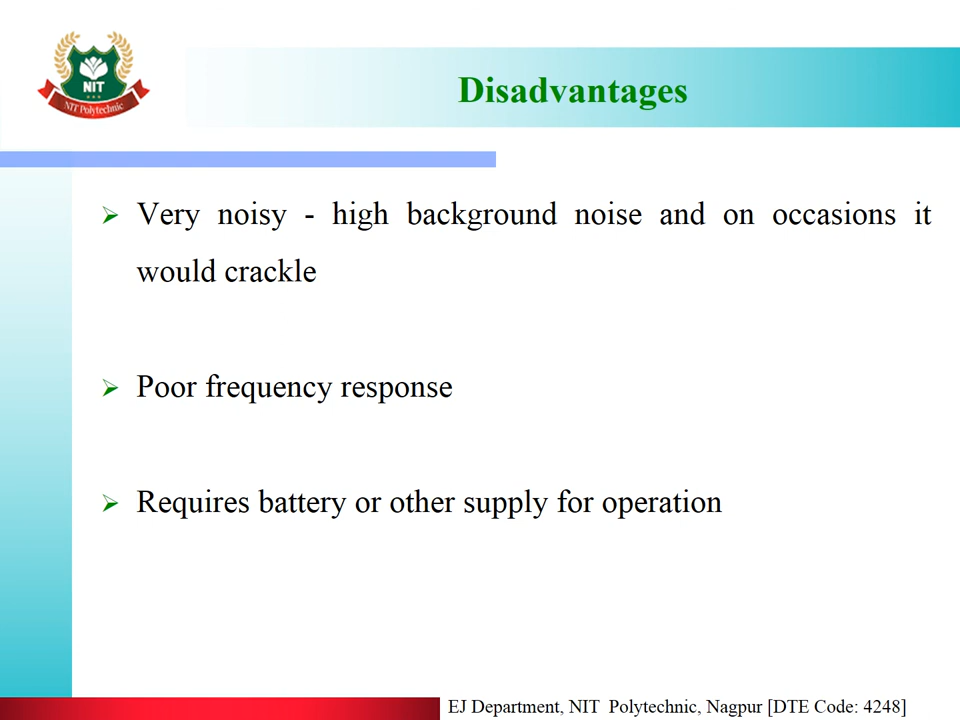 NIT
NIT Polytechnic
Disadvantages
Very noisy - high background noise and on occasions it
would crackle
Poor frequency response
Requires battery or other supply for operation
EJ Department, NIT Polytechnic, Nagpur [DTE Code: 4248]